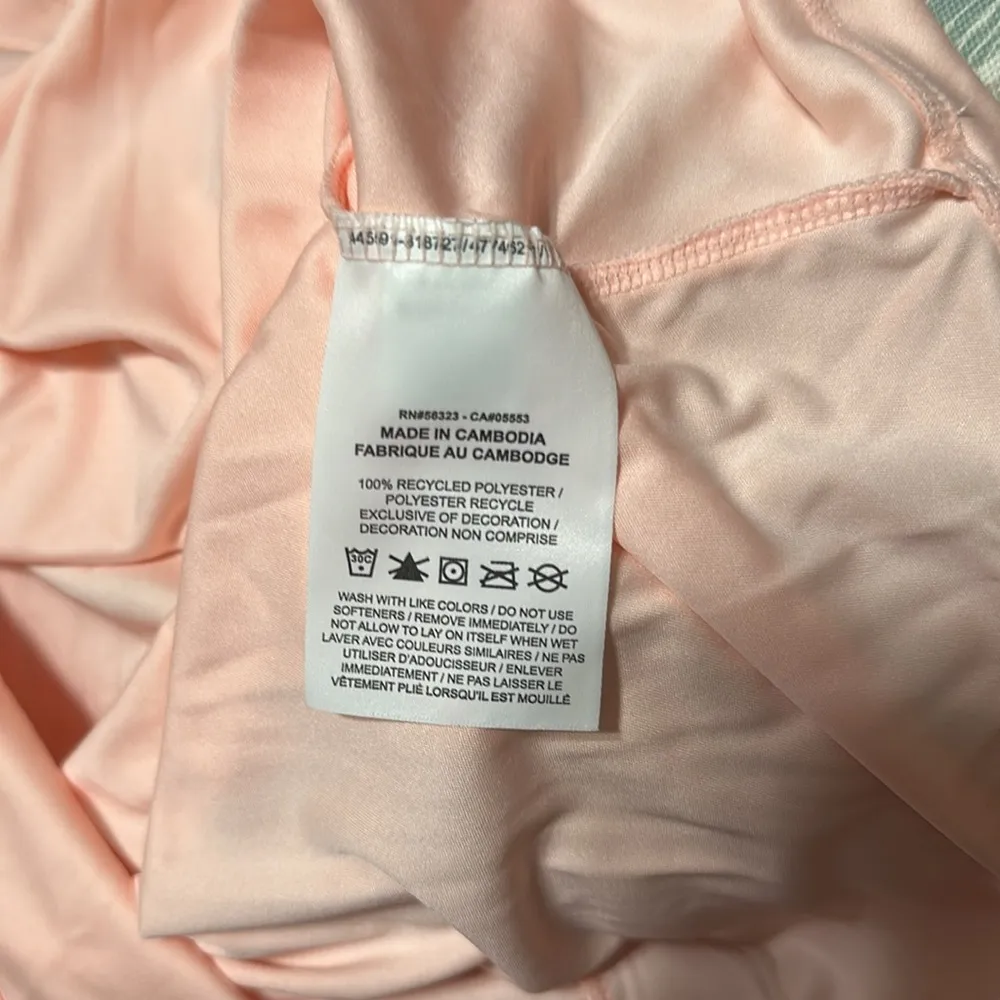 RN#56323 - CA#05553
MADE IN CAMBODIA
FABRIQUE AU CAMBODGE
100% RECYCLED POLYESTER /
POLYESTER RECYCLE
EXCLUSIVE OF DECORATION /
DECORATION NON COMPRISE
30C
WASH WITH LIKE COLORS / DO NOT USE
SOFTENERS / REMOVE IMMEDIATELY / DO
NOT ALLOW TO LAY ON ITSELF WHEN WET
LAVER AVEC COULEURS SIMILAIRES / NE PAS
UTILISER D'ADOUCISSEUR / ENLEVER
IMMEDIATEMENT / NE PAS LAISSER LE
VÊTEMENT PLIÉ LORSQU'IL EST MOUILLÉ